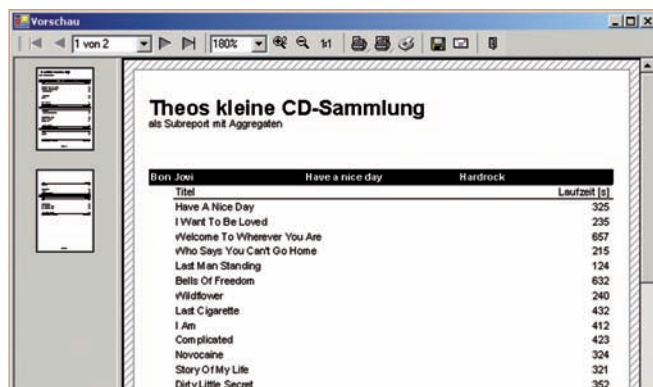 Vorschau
1 von 2
180%
1:1
Theos kleine CD-Sammlung
als Subreport mit Aggregaten
Bon Jovi Have a nice day Hardrock
Titel Laufzeit [s]
Have A Nice Day 325
I Want To Be Loved 235
Welcome To Wherever You Are 657
Who Says You Can't Go Home 215
Last Man Standing 124
Bells Of Freedom 632
Wildflower 240
Last Cigarette 432
I Am 412
Complicated 423
Novocaine 324
Story Of My Life 321
Dirty Little Secret 352